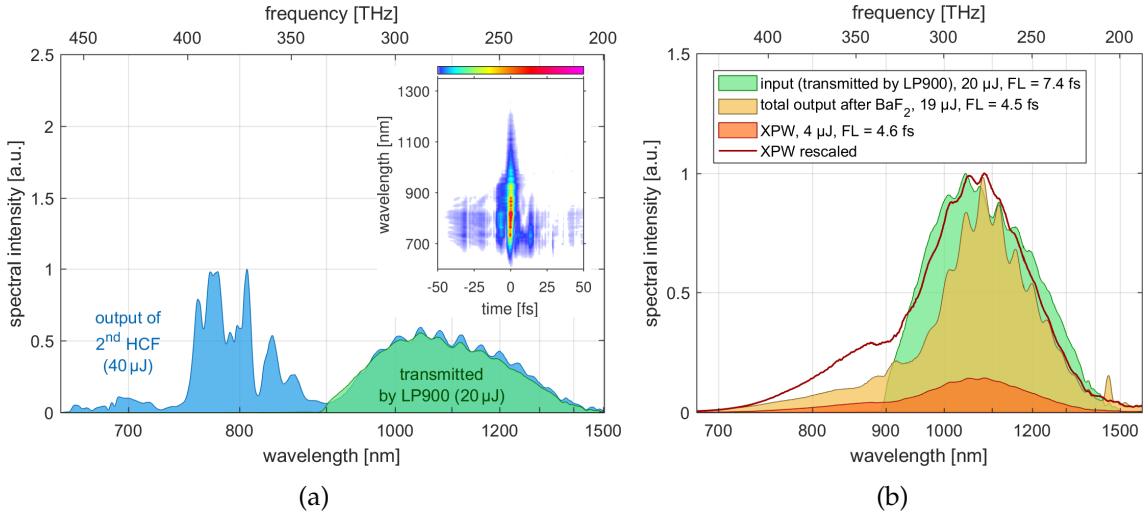 frequency [THz]
450 400 350 300 250 200
2.5
2
1.5
1
0.5
0
spectral intensity [a.u.]
700 800 1000 1200 1500
wavelength [nm]
output of
2nd HCF
(40 µJ)
transmitted
by LP900 (20 µJ)
1300
1100
900
700
wavelength [nm]
-50 -25 0 25 50
time [fs]
(a)
frequency [THz]
400 350 300 250 200
1.5
1
0.5
0
spectral intensity [a.u.]
input (transmitted by LP900), 20 µJ, FL = 7.4 fs
total output after BaF2, 19 µJ, FL = 4.5 fs
XPW, 4 µJ, FL = 4.6 fs
XPW rescaled
700 800 900 1000 1200 1500
wavelength [nm]
(b)